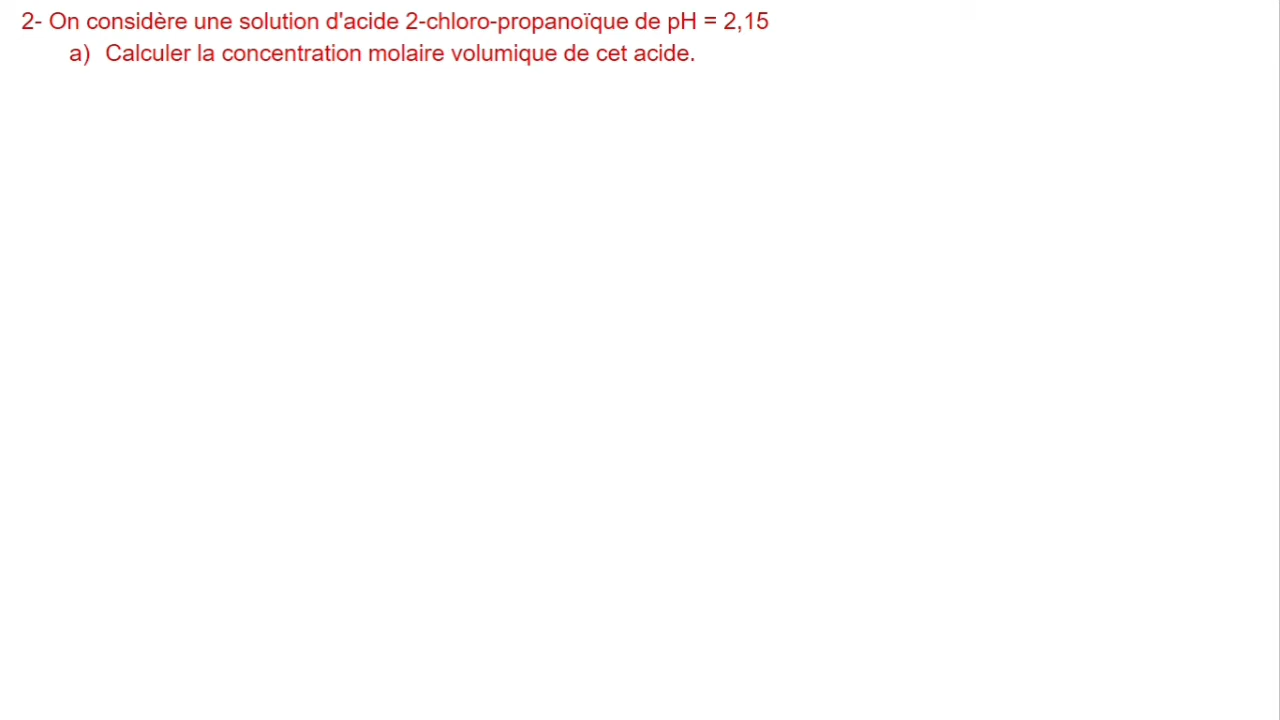 2- On considère une solution d'acide 2-chloro-propanoïque de pH = 2,15
a) Calculer la concentration molaire volumique de cet acide.